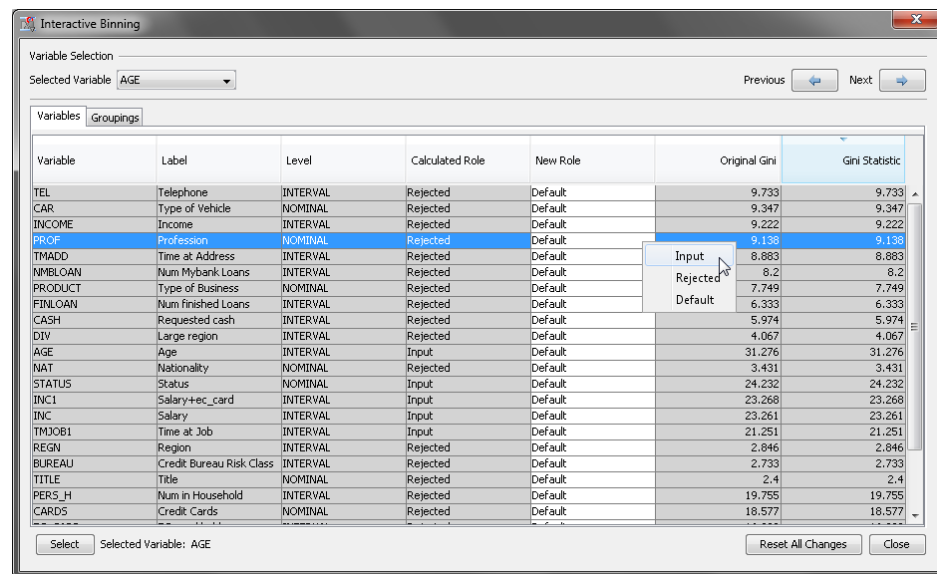 Interactive Binning
Variable Selection
Selected Variable AGE Previous Next
Variables Groupings
Variable Label Level Calculated Role New Role Original Gini Gini Statistic
TEL Telephone INTERVAL Rejected Default 9.733 9.733
CAR Type of Vehicle NOMINAL Rejected Default 9.347 9.347
INCOME Income INTERVAL Rejected Default 9.222 9.222
PROF Profession NOMINAL Rejected Default 9.138 9.138
TMADD Time at Address INTERVAL Rejected Default Input 8.883 8.883
NMBLOAN Num Mybank Loans INTERVAL Rejected Default Rejected 8.2 8.2
PRODUCT Type of Business NOMINAL Rejected Default Default 7.749 7.749
FINLOAN Num finished Loans INTERVAL Rejected Default 6.333 6.333
CASH Requested cash INTERVAL Rejected Default 5.974 5.974
DIV Large region INTERVAL Rejected Default 4.067 4.067
AGE Age INTERVAL Input Default 31.276 31.276
NAT Nationality NOMINAL Rejected Default 3.431 3.431
STATUS Status NOMINAL Input Default 24.232 24.232
INC1 Salary+ec_card INTERVAL Input Default 23.268 23.268
INC Salary INTERVAL Input Default 23.261 23.261
TMJOB1 Time at Job INTERVAL Input Default 21.251 21.251
REGN Region INTERVAL Rejected Default 2.846 2.846
BUREAU Credit Bureau Risk Class INTERVAL Rejected Default 2.733 2.733
TITLE Title NOMINAL Rejected Default 2.4 2.4
PERS_H Num in Household INTERVAL Rejected Default 19.755 19.755
CARDS Credit Cards NOMINAL Rejected Default 18.577 18.577
Select Selected Variable: AGE Reset All Changes Close